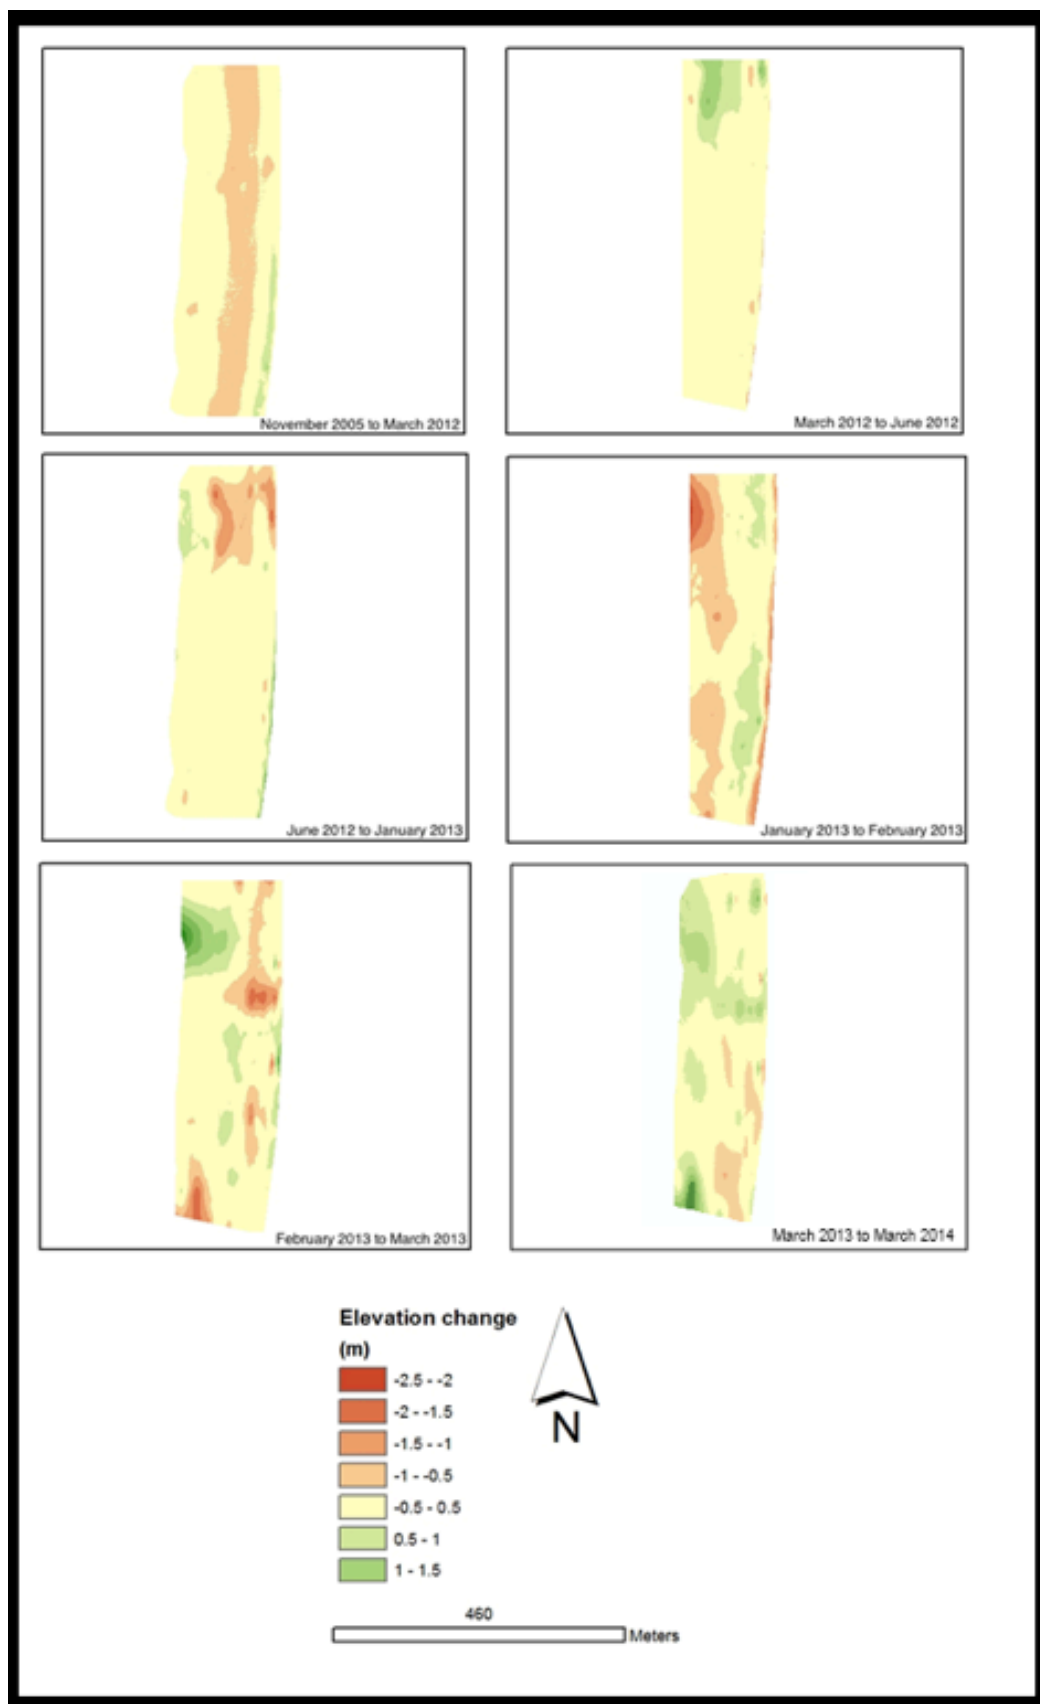 November 2005 to March 2012
March 2012 to June 2012
June 2012 to January 2013
January 2013 to February 2013
February 2013 to March 2013
March 2013 to March 2014
Elevation change
(m)
-2.5 - -2
-2 - -1.5
-1.5 - -1
-1 - -0.5
-0.5 - 0.5
0.5 - 1
1 - 1.5
N
460
Meters